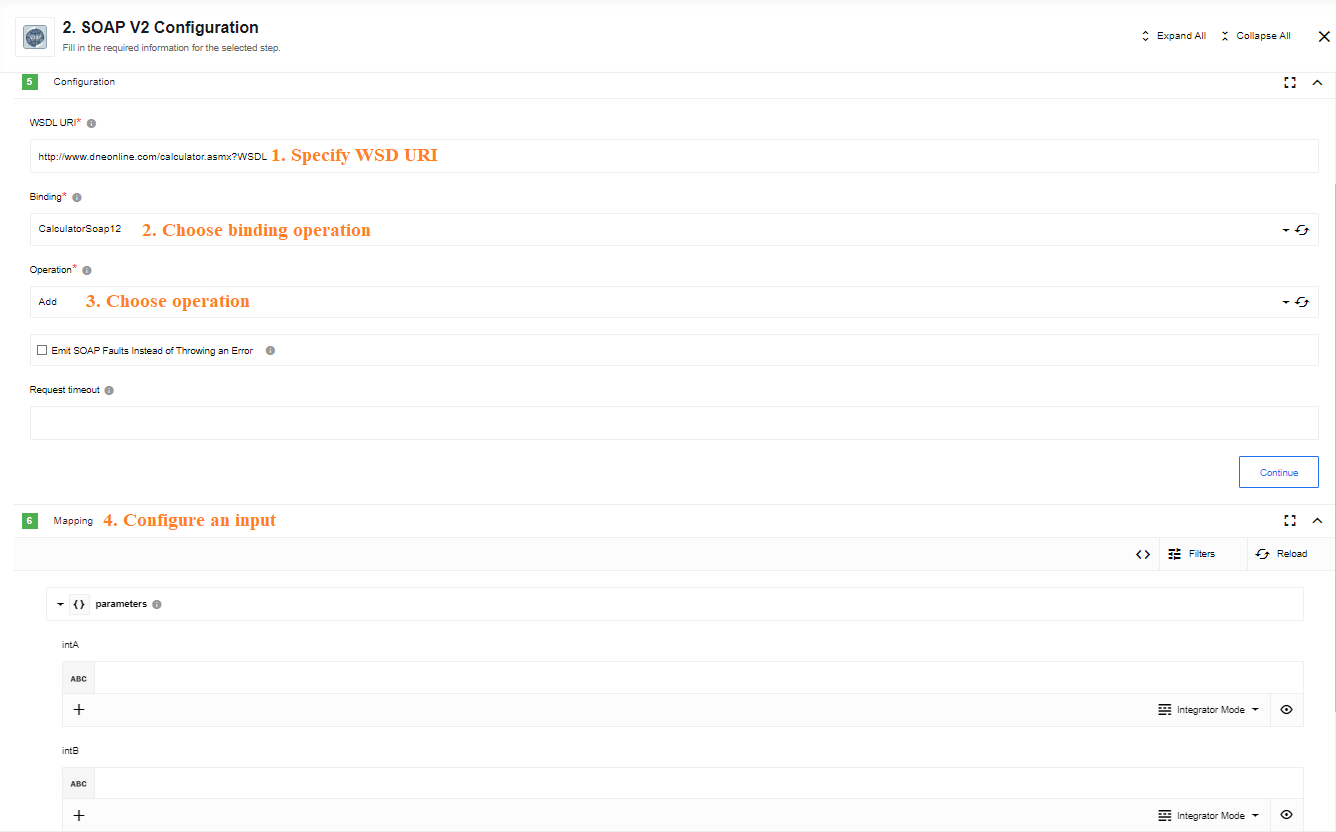 2. SOAP V2 Configuration
Fill in the required information for the selected step.
Expand All
Collapse All
5 Configuration
WSDL URI*
http://www.dneonline.com/calculator.asmx?WSDL 1. Specify WSD URI
Binding*
CalculatorSoap12 2. Choose binding operation
Operation*
Add 3. Choose operation
Emit SOAP Faults Instead of Throwing an Error
Request timeout
Continue
6 Mapping 4. Configure an input
Filters
Reload
parameters
intA
ABC
Integrator Mode
intB
ABC
Integrator Mode